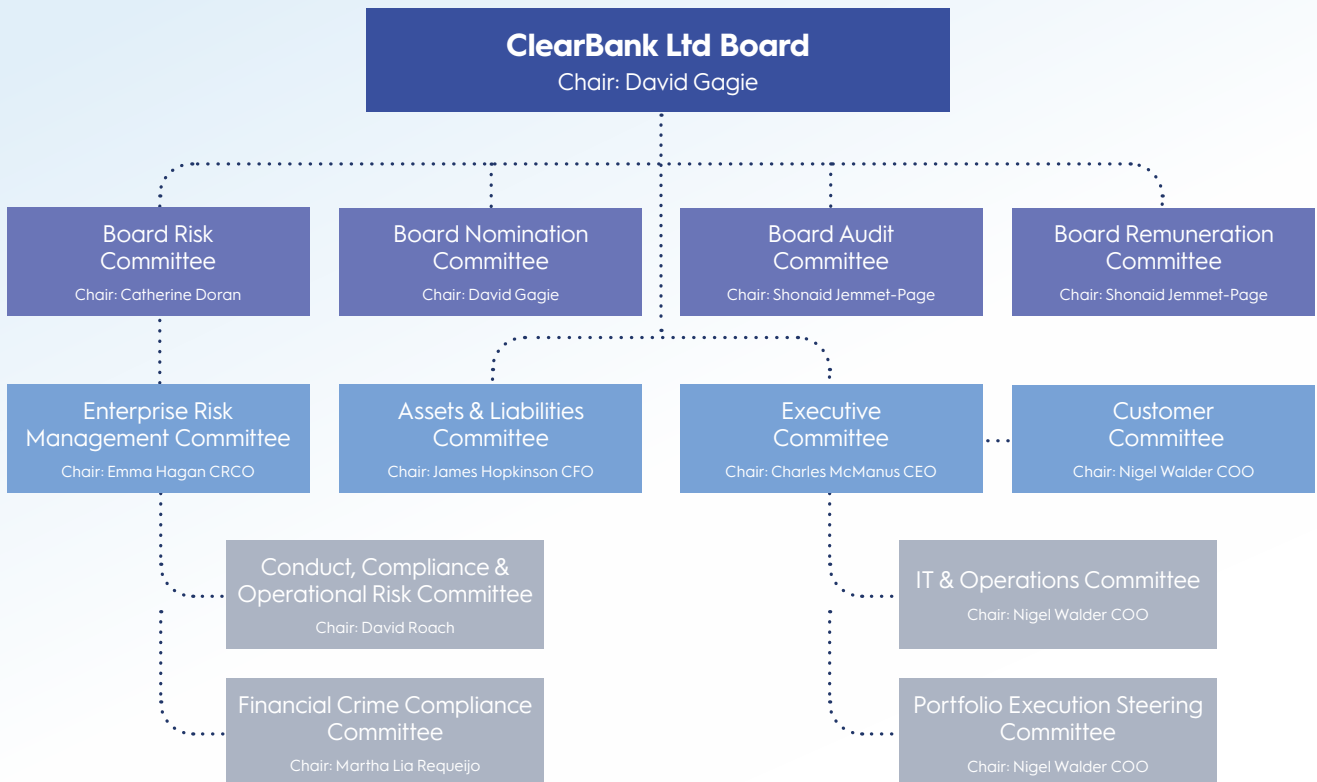 ClearBank Ltd Board
Chair: David Gagie
Board Risk
Committee
Chair: Catherine Doran
Board Nomination
Committee
Chair: David Gagie
Board Audit
Committee
Chair: Shonaid Jemmet-Page
Board Remuneration
Committee
Chair: Shonaid Jemmet-Page
Enterprise Risk
Management Committee
Chair: Emma Hagan CRCO
Assets & Liabilities
Committee
Chair: James Hopkinson CFO
Executive
Committee
Chair: Charles McManus CEO
Customer
Committee
Chair: Nigel Walder COO
Conduct, Compliance &
Operational Risk Committee
Chair: David Roach
IT & Operations Committee
Chair: Nigel Walder COO
Financial Crime Compliance
Committee
Chair: Martha Lia Requeijo
Portfolio Execution Steering
Committee
Chair: Nigel Walder COO